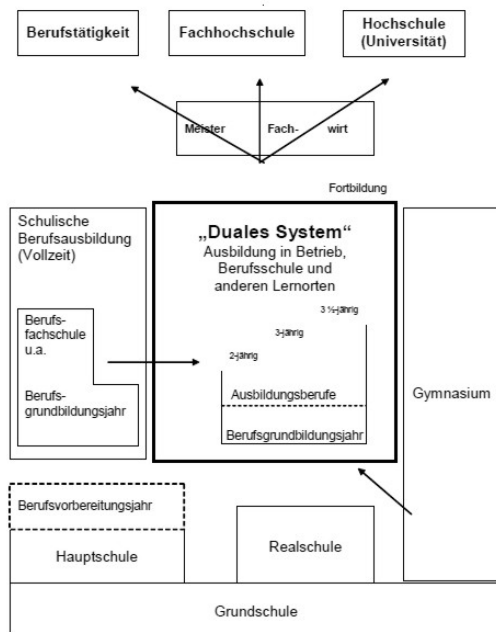 Berufstätigkeit
Fachhochschule
Hochschule
(Universität)
Meister Fach- wirt
Fortbildung
Schulische
Berufsausbildung
(Vollzeit)
Berufs-
fachschule
u.a.
Berufs-
grundbildungsjahr
„Duales System“
Ausbildung in Betrieb,
Berufsschule und
anderen Lernorten
3 ½-jährig
3-jährig
2-jährig
Ausbildungsberufe
Berufsgrundbildungsjahr
Gymnasium
Berufsvorbereitungsjahr
Hauptschule
Realschule
Grundschule